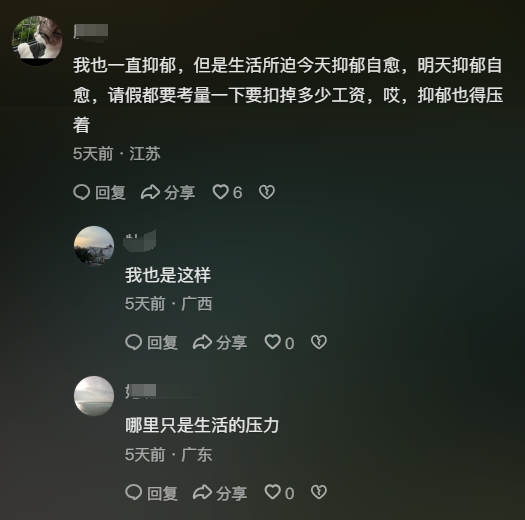 我也一直抑郁，但是生活所迫今天抑郁自愈，明天抑郁自
愈，请假都要考量一下要扣掉多少工资，哎，抑郁也得压
着
5天前·江苏
回复 分享 6
我也是这样
5天前·广西
回复 分享 0
哪里只是生活的压力
5天前·广东
回复 分享 0